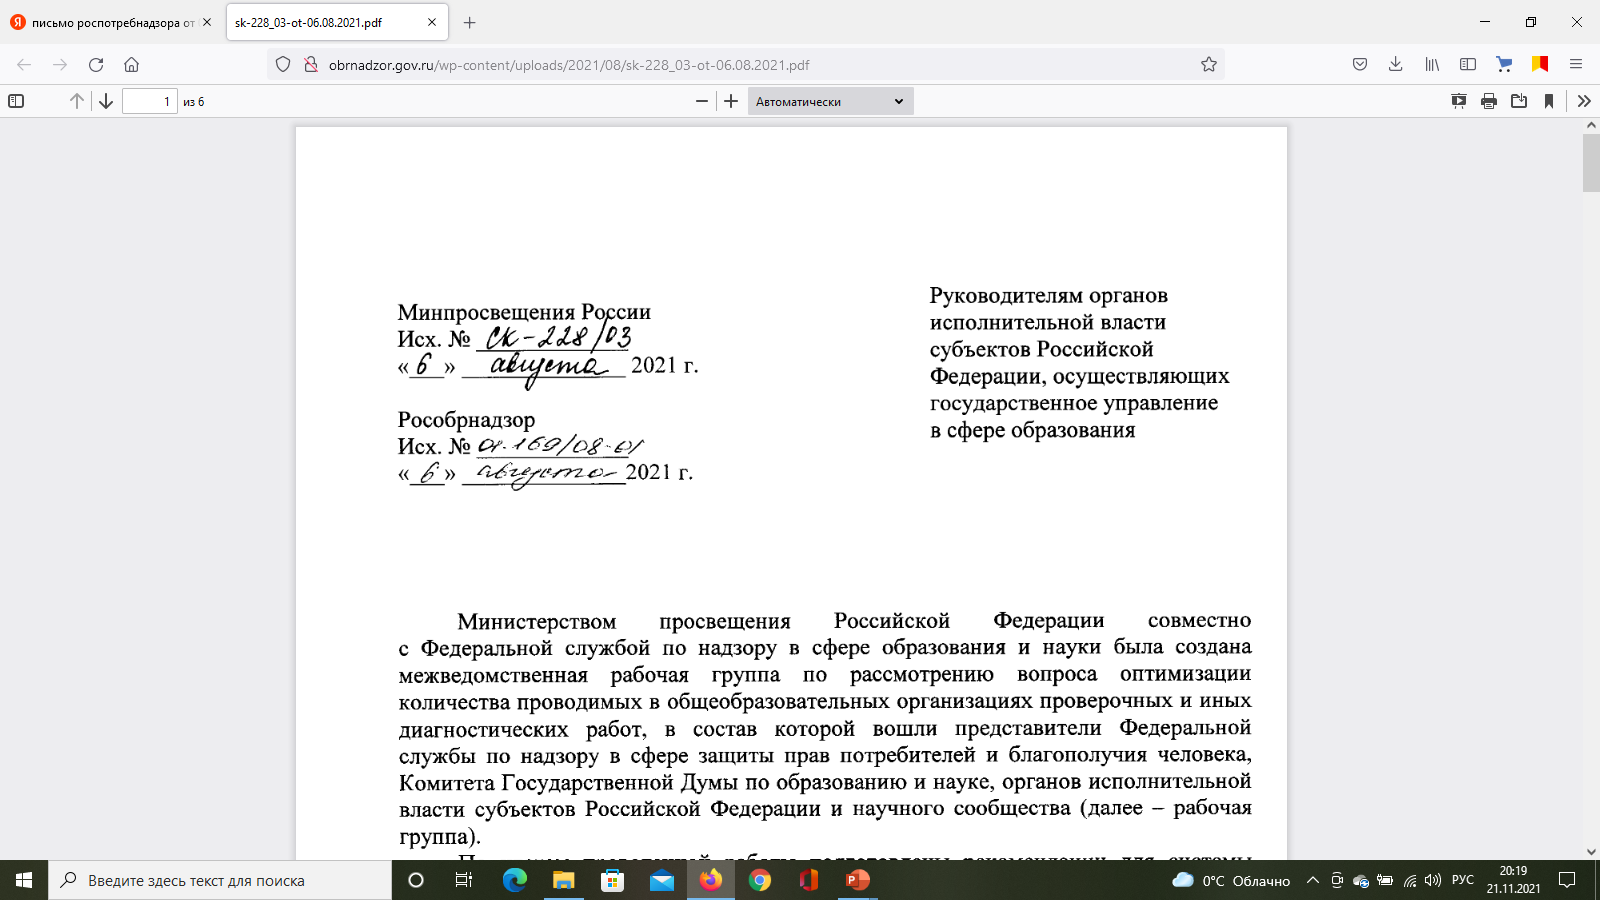 письмо роспотребнадзора от
sk-228_03-ot-06.08.2021.pdf
obrnadzor.gov.ru/wp-content/uploads/2021/08/sk-228_03-ot-06.08.2021.pdf
1 из 6
Автоматически
Минпросвещения России
Исх. № СК-228/03
«6» августа 2021 г.
Рособрнадзор
Исх. № 01-169/08-01
«6» августа 2021 г.
Руководителям органов
исполнительной власти
субъектов Российской
Федерации, осуществляющих
государственное управление
в сфере образования
Министерством просвещения Российской Федерации совместно
с Федеральной службой по надзору в сфере образования и науки была создана
межведомственная рабочая группа по рассмотрению вопроса оптимизации
количества проводимых в общеобразовательных организациях проверочных и иных
диагностических работ, в состав которой вошли представители Федеральной
службы по надзору в сфере защиты прав потребителей и благополучия человека,
Комитета Государственной Думы по образованию и науке, органов исполнительной
власти субъектов Российской Федерации и научного сообщества (далее – рабочая
группа).
Введите здесь текст для поиска
0°C Облачно
РУС
20:19
21.11.2021